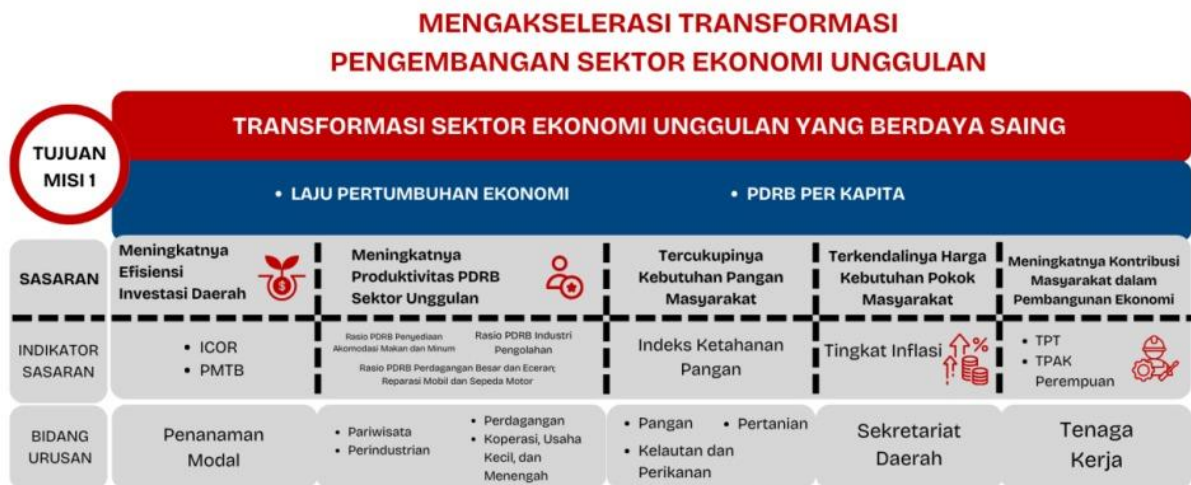 MENGAKSELERASI TRANSFORMASI
PENGEMBANGAN SEKTOR EKONOMI UNGGULAN
TUJUAN
MISI 1
TRANSFORMASI SEKTOR EKONOMI UNGGULAN YANG BERDAYA SAING
• LAJU PERTUMBUHAN EKONOMI
• PDRB PER KAPITA
SASARAN
Meningkatnya
Efisiensi
Investasi Daerah
$
Meningkatnya
Produktivitas PDRB
Sektor Unggulan
Tercukupinya
Kebutuhan Pangan
Masyarakat
Terkendalinya Harga
Kebutuhan Pokok
Masyarakat
Meningkatnya Kontribusi
Masyarakat dalam
Pembangunan Ekonomi
INDIKATOR
SASARAN
• ICOR
• PMTB
Rasio PDRB Penyediaan
Akomodasi Makan dan Minum
Rasio PDRB Industri
Pengolahan
Rasio PDRB Perdagangan Besar dan Eceran;
Reparasi Mobil dan Sepeda Motor
Indeks Ketahanan
Pangan
Tingkat Inflasi
%
• TPT
• TPAK
Perempuan
BIDANG
URUSAN
Penanaman
Modal
• Pariwisata
• Perindustrian
• Perdagangan
• Koperasi, Usaha
Kecil, dan
Menengah
• Pangan
• Pertanian
• Kelautan dan
Perikanan
Sekretariat
Daerah
Tenaga
Kerja